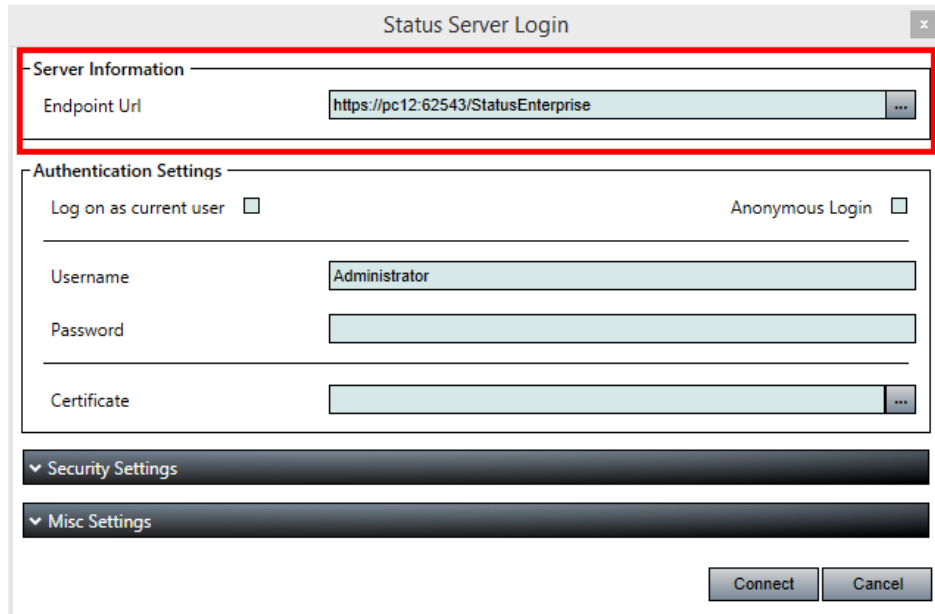 Status Server Login
x
Server Information
Endpoint Url https://pc12:62543/StatusEnterprise ...
Authentication Settings
Log on as current user Anonymous Login
Username Administrator
Password
Certificate ...
Security Settings
Misc Settings
Connect Cancel